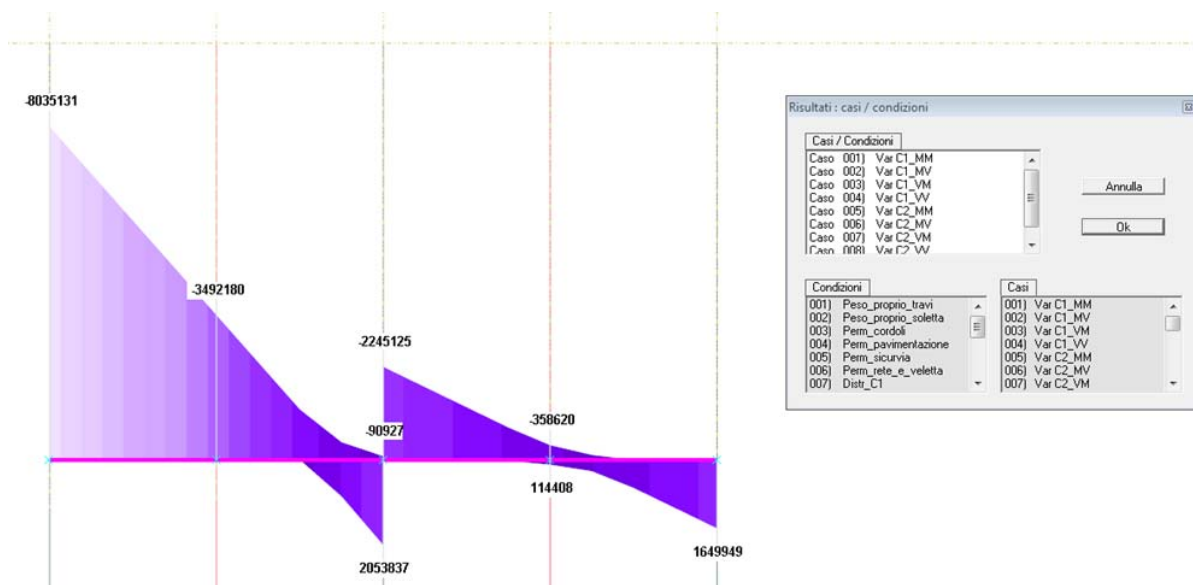 -8035131
-3492180
-2245125
-90927
-358620
114408
2053837
1649949
Risultati : casi / condizioni
Casi / Condizioni
Caso 001) Var C1_MM
Caso 002) Var C1_MV
Caso 003) Var C1_VM
Caso 004) Var C1_VV
Caso 005) Var C2_MM
Caso 006) Var C2_MV
Caso 007) Var C2_VM
Caso 008) Var C2_VV
Annulla
Ok
Condizioni
001) Peso_proprio_travi
002) Peso_proprio_soletta
003) Perm_cordoli
004) Perm_pavimentazione
005) Perm_sicurvia
006) Perm_rete_e_veletta
007) Distr_C1
Casi
001) Var C1_MM
002) Var C1_MV
003) Var C1_VM
004) Var C1_VV
005) Var C2_MM
006) Var C2_MV
007) Var C2_VM